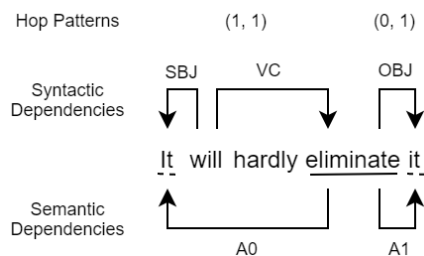 Hop Patterns (1, 1) (0, 1)
SBJ VC OBJ
Syntactic
Dependencies
It will hardly eliminate it
Semantic
Dependencies
A0 A1